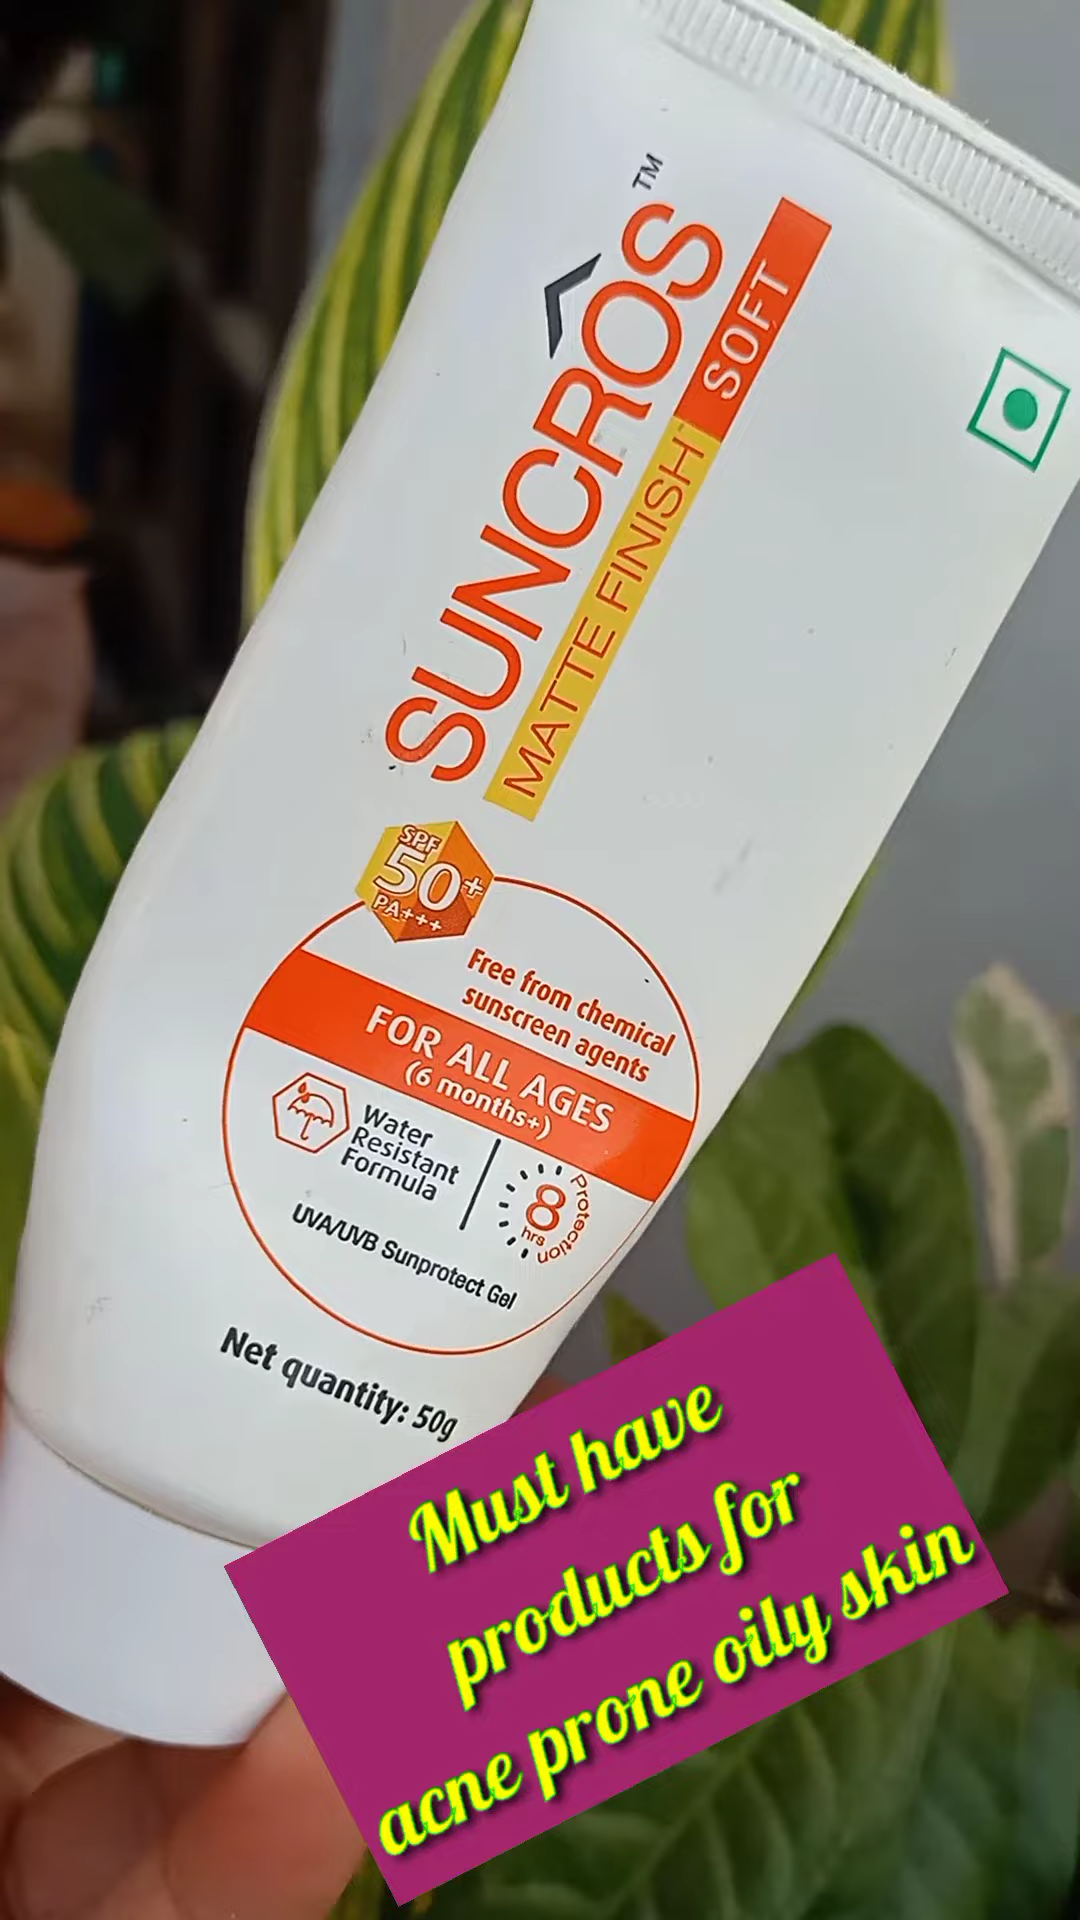 SUNCRÔS™
MATTE FINISH SOFT
SPF
50+
PA+++
Free from chemical
sunscreen agents
FOR ALL AGES
(6 months+)
Water
Resistant
Formula
8
hrs
Protection
UVA/UVB Sunprotect Gel
Net quantity: 50g
Must have
products for
acne prone oily skin